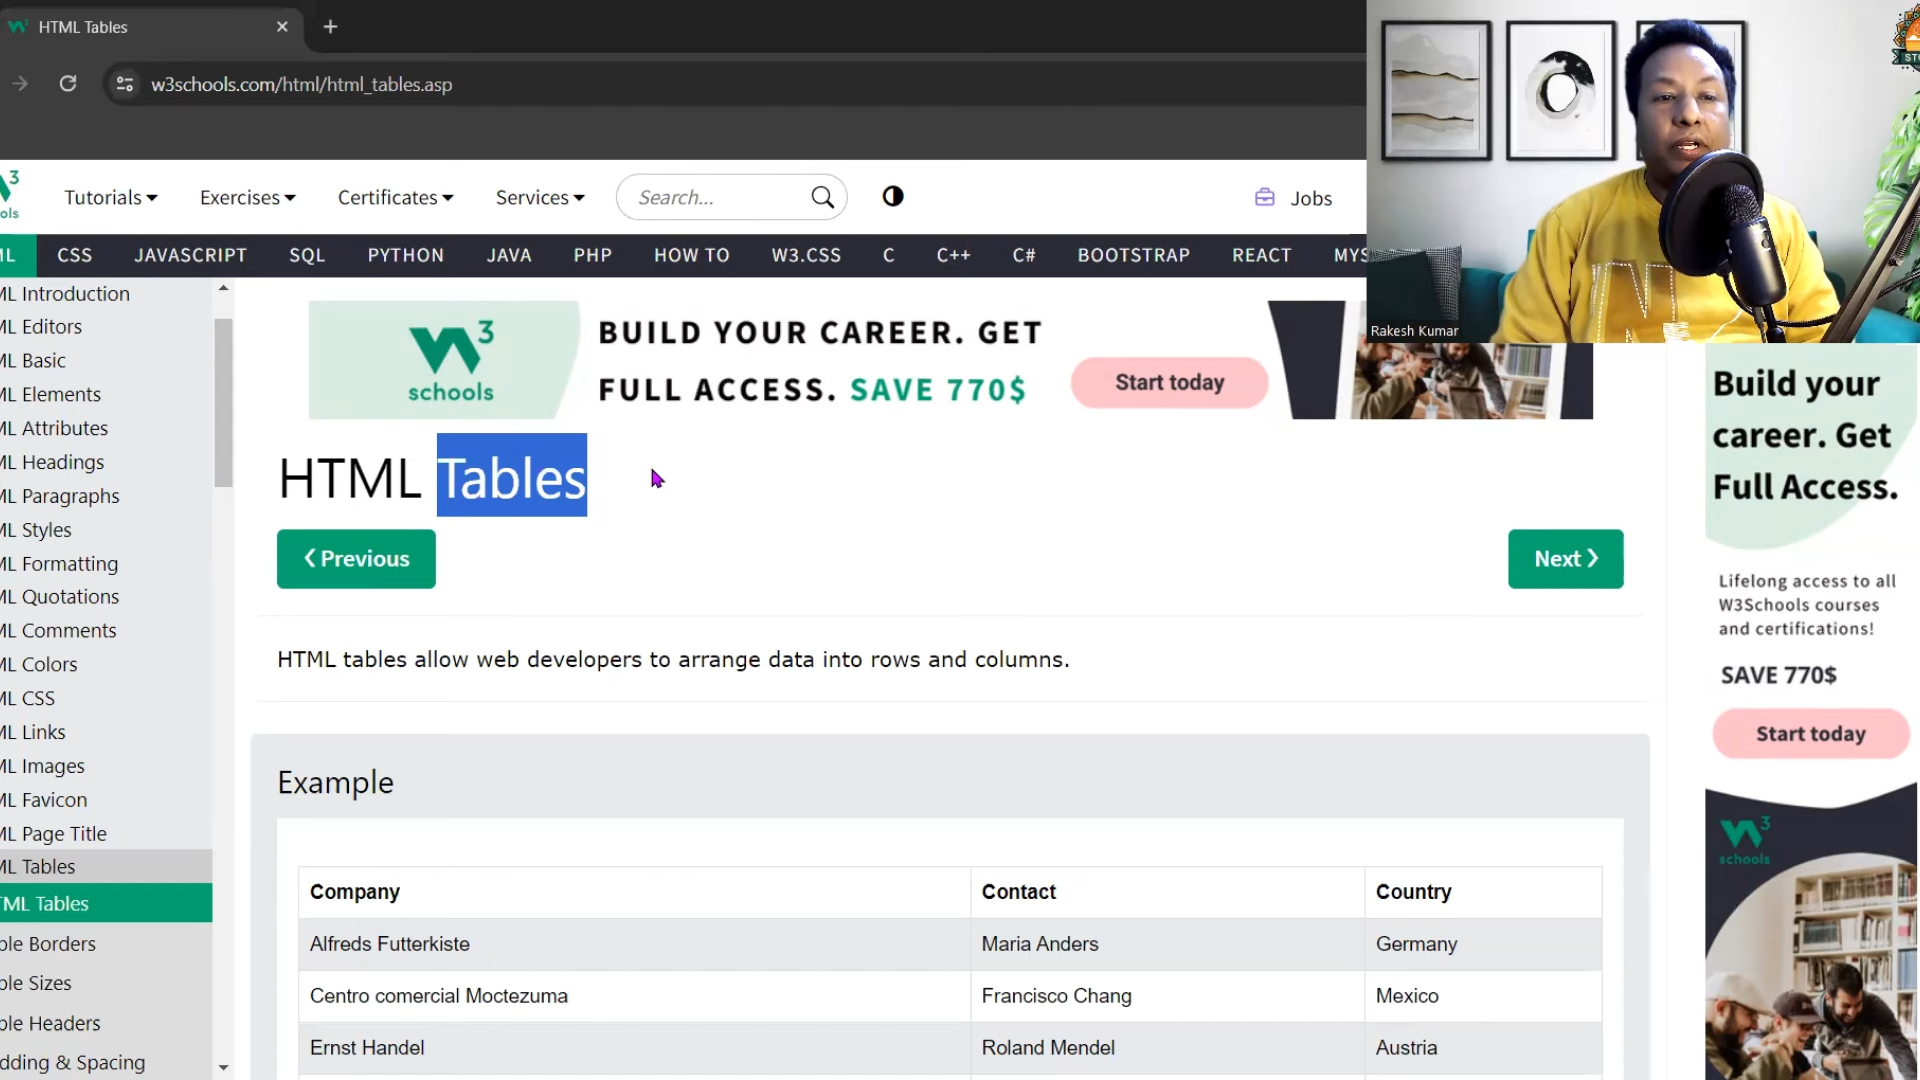 HTML Tables
w3schools.com/html/html_tables.asp
Tutorials
Exercises
Certificates
Services
Search...
Jobs
CSS
JAVASCRIPT
SQL
PYTHON
JAVA
PHP
HOW TO
W3.CSS
C
C++
C#
BOOTSTRAP
REACT
MYS
Rakesh Kumar
ML Introduction
ML Editors
ML Basic
ML Elements
ML Attributes
ML Headings
ML Paragraphs
ML Styles
ML Formatting
ML Quotations
ML Comments
ML Colors
ML CSS
ML Links
ML Images
ML Favicon
ML Page Title
ML Tables
TML Tables
ble Borders
ble Sizes
ble Headers
dding & Spacing
W3 schools
BUILD YOUR CAREER. GET
FULL ACCESS. SAVE 770$
Start today
HTML Tables
❮ Previous
Next ❯
HTML tables allow web developers to arrange data into rows and columns.
Example
Company Contact Country
Alfreds Futterkiste Maria Anders Germany
Centro comercial Moctezuma Francisco Chang Mexico
Ernst Handel Roland Mendel Austria
Build your
career. Get
Full Access.
Lifelong access to all
W3Schools courses
and certifications!
SAVE 770$
Start today
W3 schools